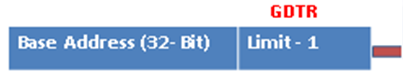 GDTR
Base Address (32- Bit) Limit - 1